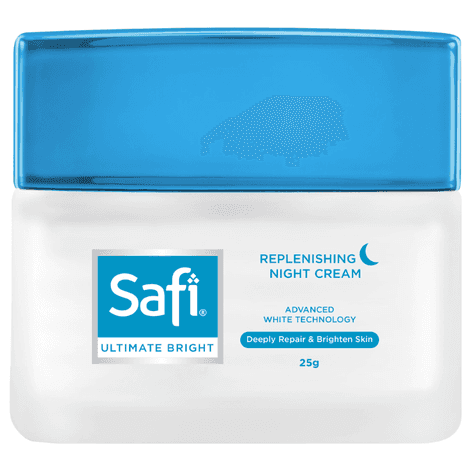 Safi®
ULTIMATE BRIGHT
REPLENISHING
NIGHT CREAM
ADVANCED
WHITE TECHNOLOGY
Deeply Repair & Brighten Skin
25g